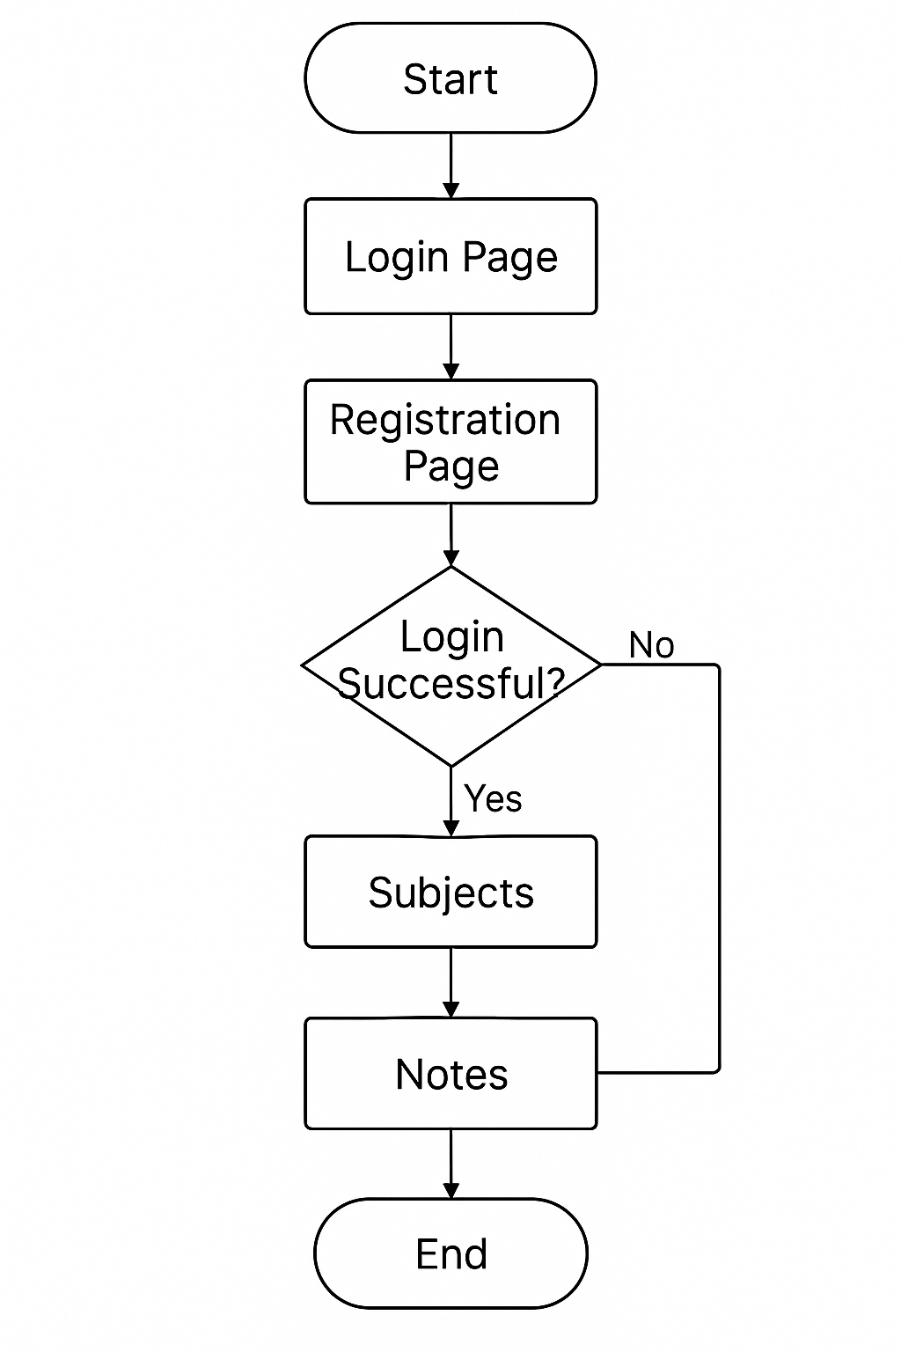 Start
Login Page
Registration
Page
Login
Successful?
No
Yes
Subjects
Notes
End